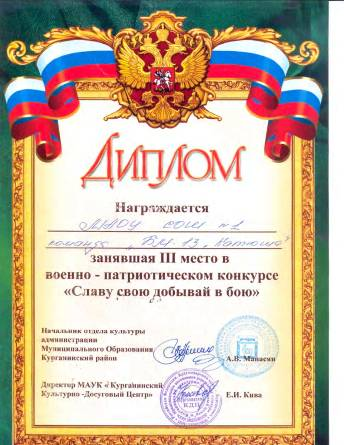 ДИПЛОМ
Награждается
МАОУ СОШ №1
команда „БМ-13 „Катюша"
занявшая III место в
военно - патриотическом конкурсе
«Славу свою добывай в бою»
Начальник отдела культуры
администрации
Муниципального Образования
Курганинский район
А.В. Манасян
Директор МАУК «Курганинский
Культурно -Досуговый Центр»
Е.И. Кива
КДЦ